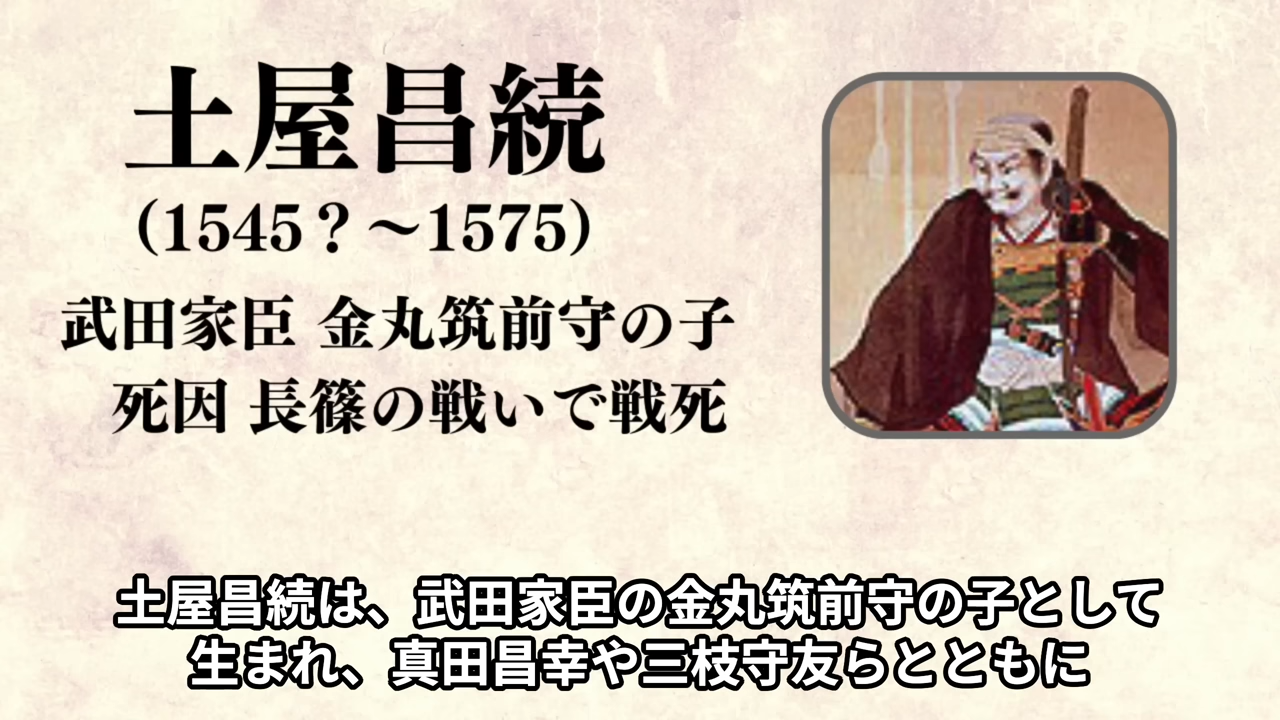 土屋昌続
（1545？〜1575）
武田家臣 金丸筑前守の子
死因 長篠の戦いで戦死
土屋昌続は、武田家臣の金丸筑前守の子として
生まれ、真田昌幸や三枝守友らとともに